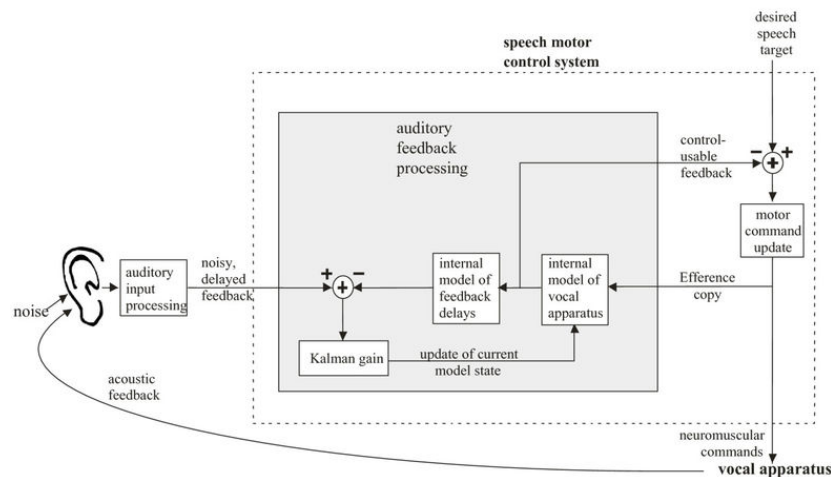 desired
speech
target
speech motor
control system
auditory
feedback
processing
control-
usable
feedback
− +
+
motor
command
update
auditory
input
processing
noisy,
delayed
feedback
+ −
+
internal
model of
feedback
delays
internal
model of
vocal
apparatus
Efference
copy
noise
Kalman gain
update of current
model state
acoustic
feedback
neuromuscular
commands
vocal apparatus